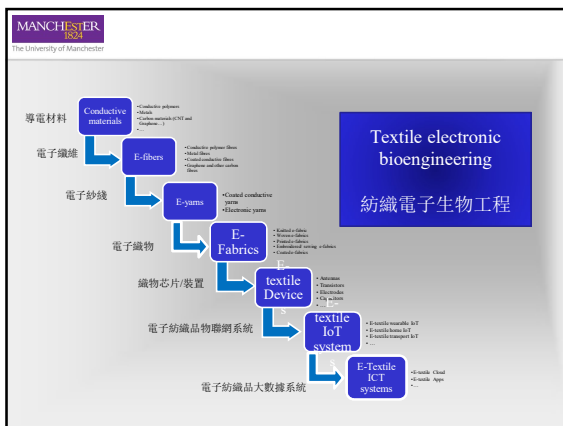 MANCHESTER
1824
The University of Manchester
Textile electronic
bioengineering
紡織電子生物工程
導電材料
Conductive
materials
•Conductive polymers
•Metals
•Carbon materials (CNT and
Graphene…)
•…
電子纖維
E-fibers
•Conductive polymer fibres
•Metal fibres
•Coated conductive fibres
•Graphene and other carbon
fibres
電子紗綫
E-yarns
•Coated conductive
yarns
•Electronic yarns
電子織物
E-
Fabrics
•Knitted e-fabric
•Woven e-fabrics
•Printed e-fabrics
•Embroidered/ sewing e-fabrics
•Coated e-fabrics
織物芯片/裝置
E-
textile
Device
s
• Antennas
• Transistors
• Electrodes
• Capacitors
• …
電子紡織品物聯網系統
E-
textile
IoT
system
s
• E-textile wearable IoT
• E-textile home IoT
• E-textile transport IoT
• …
電子紡織品大數據系統
E-Textile
ICT
systems
•E-textile Cloud
•E-textile Apps
•…